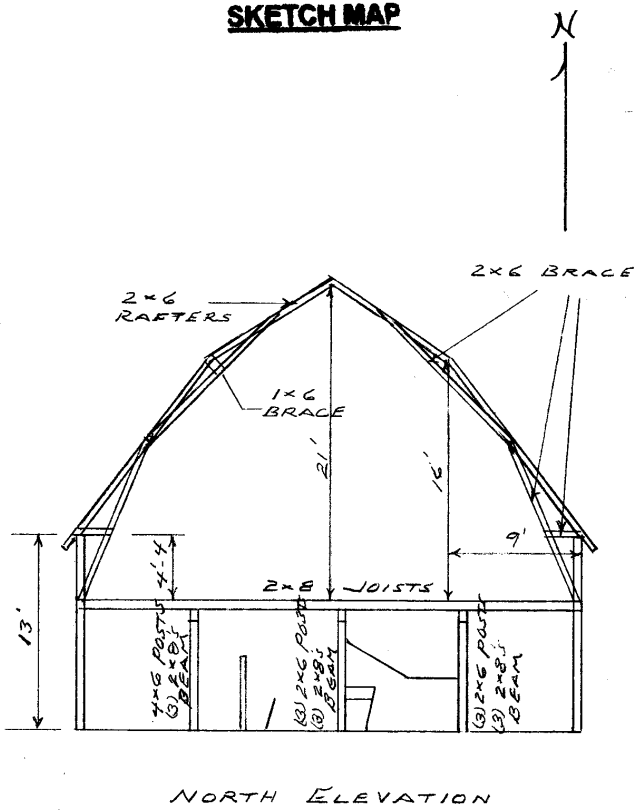 SKETCH MAP
N
2×6 BRACE
2×6
RAFTERS
1×6
BRACE
21'
16'
9'
4'-4
13'
2×8 JOISTS
4×6 POSTS
(3) 2×8's
BEAM
(3) 2×6 POSTS
(3) 2×8's
BEAM
(3) 2×6 POSTS
(3) 2×8's
BEAM
NORTH ELEVATION